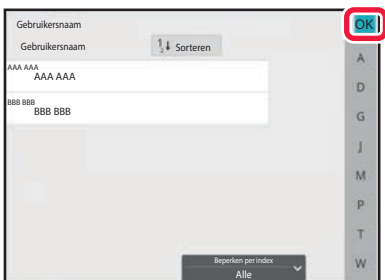 Gebruikersnaam
OK
Gebruikersnaam
Sorteren
A
AAA AAA
AAA AAA
D
BBB BBB
BBB BBB
G
J
M
P
T
Beperken per index
W
Alle